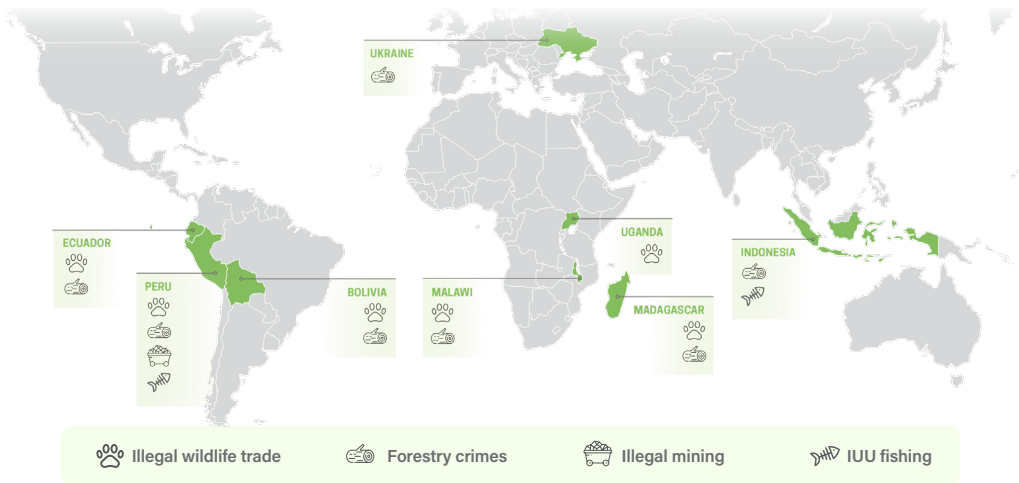 UKRAINE
ECUADOR
PERU
BOLIVIA
MALAWI
UGANDA
MADAGASCAR
INDONESIA
Illegal wildlife trade
Forestry crimes
Illegal mining
IUU fishing